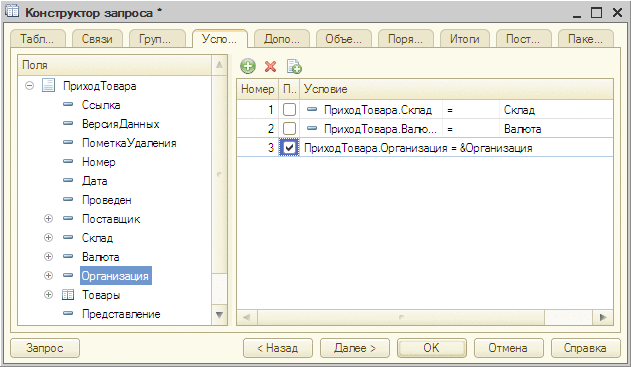 Конструктор запроса *
Табл... Связи Груп... Усло... Допо... Объе... Поря... Итоги Пост... Паке...
Поля
ПриходТовара
Ссылка
ВерсияДанных
ПометкаУдаления
Номер
Дата
Проведен
Поставщик
Склад
Валюта
Организация
Товары
Представление
Номер П.. Условие
1 ПриходТовара.Склад = Склад
2 ПриходТовара.Валю... = Валюта
3 ПриходТовара.Организация = &Организация
Запрос < Назад Далее > OK Отмена Справка